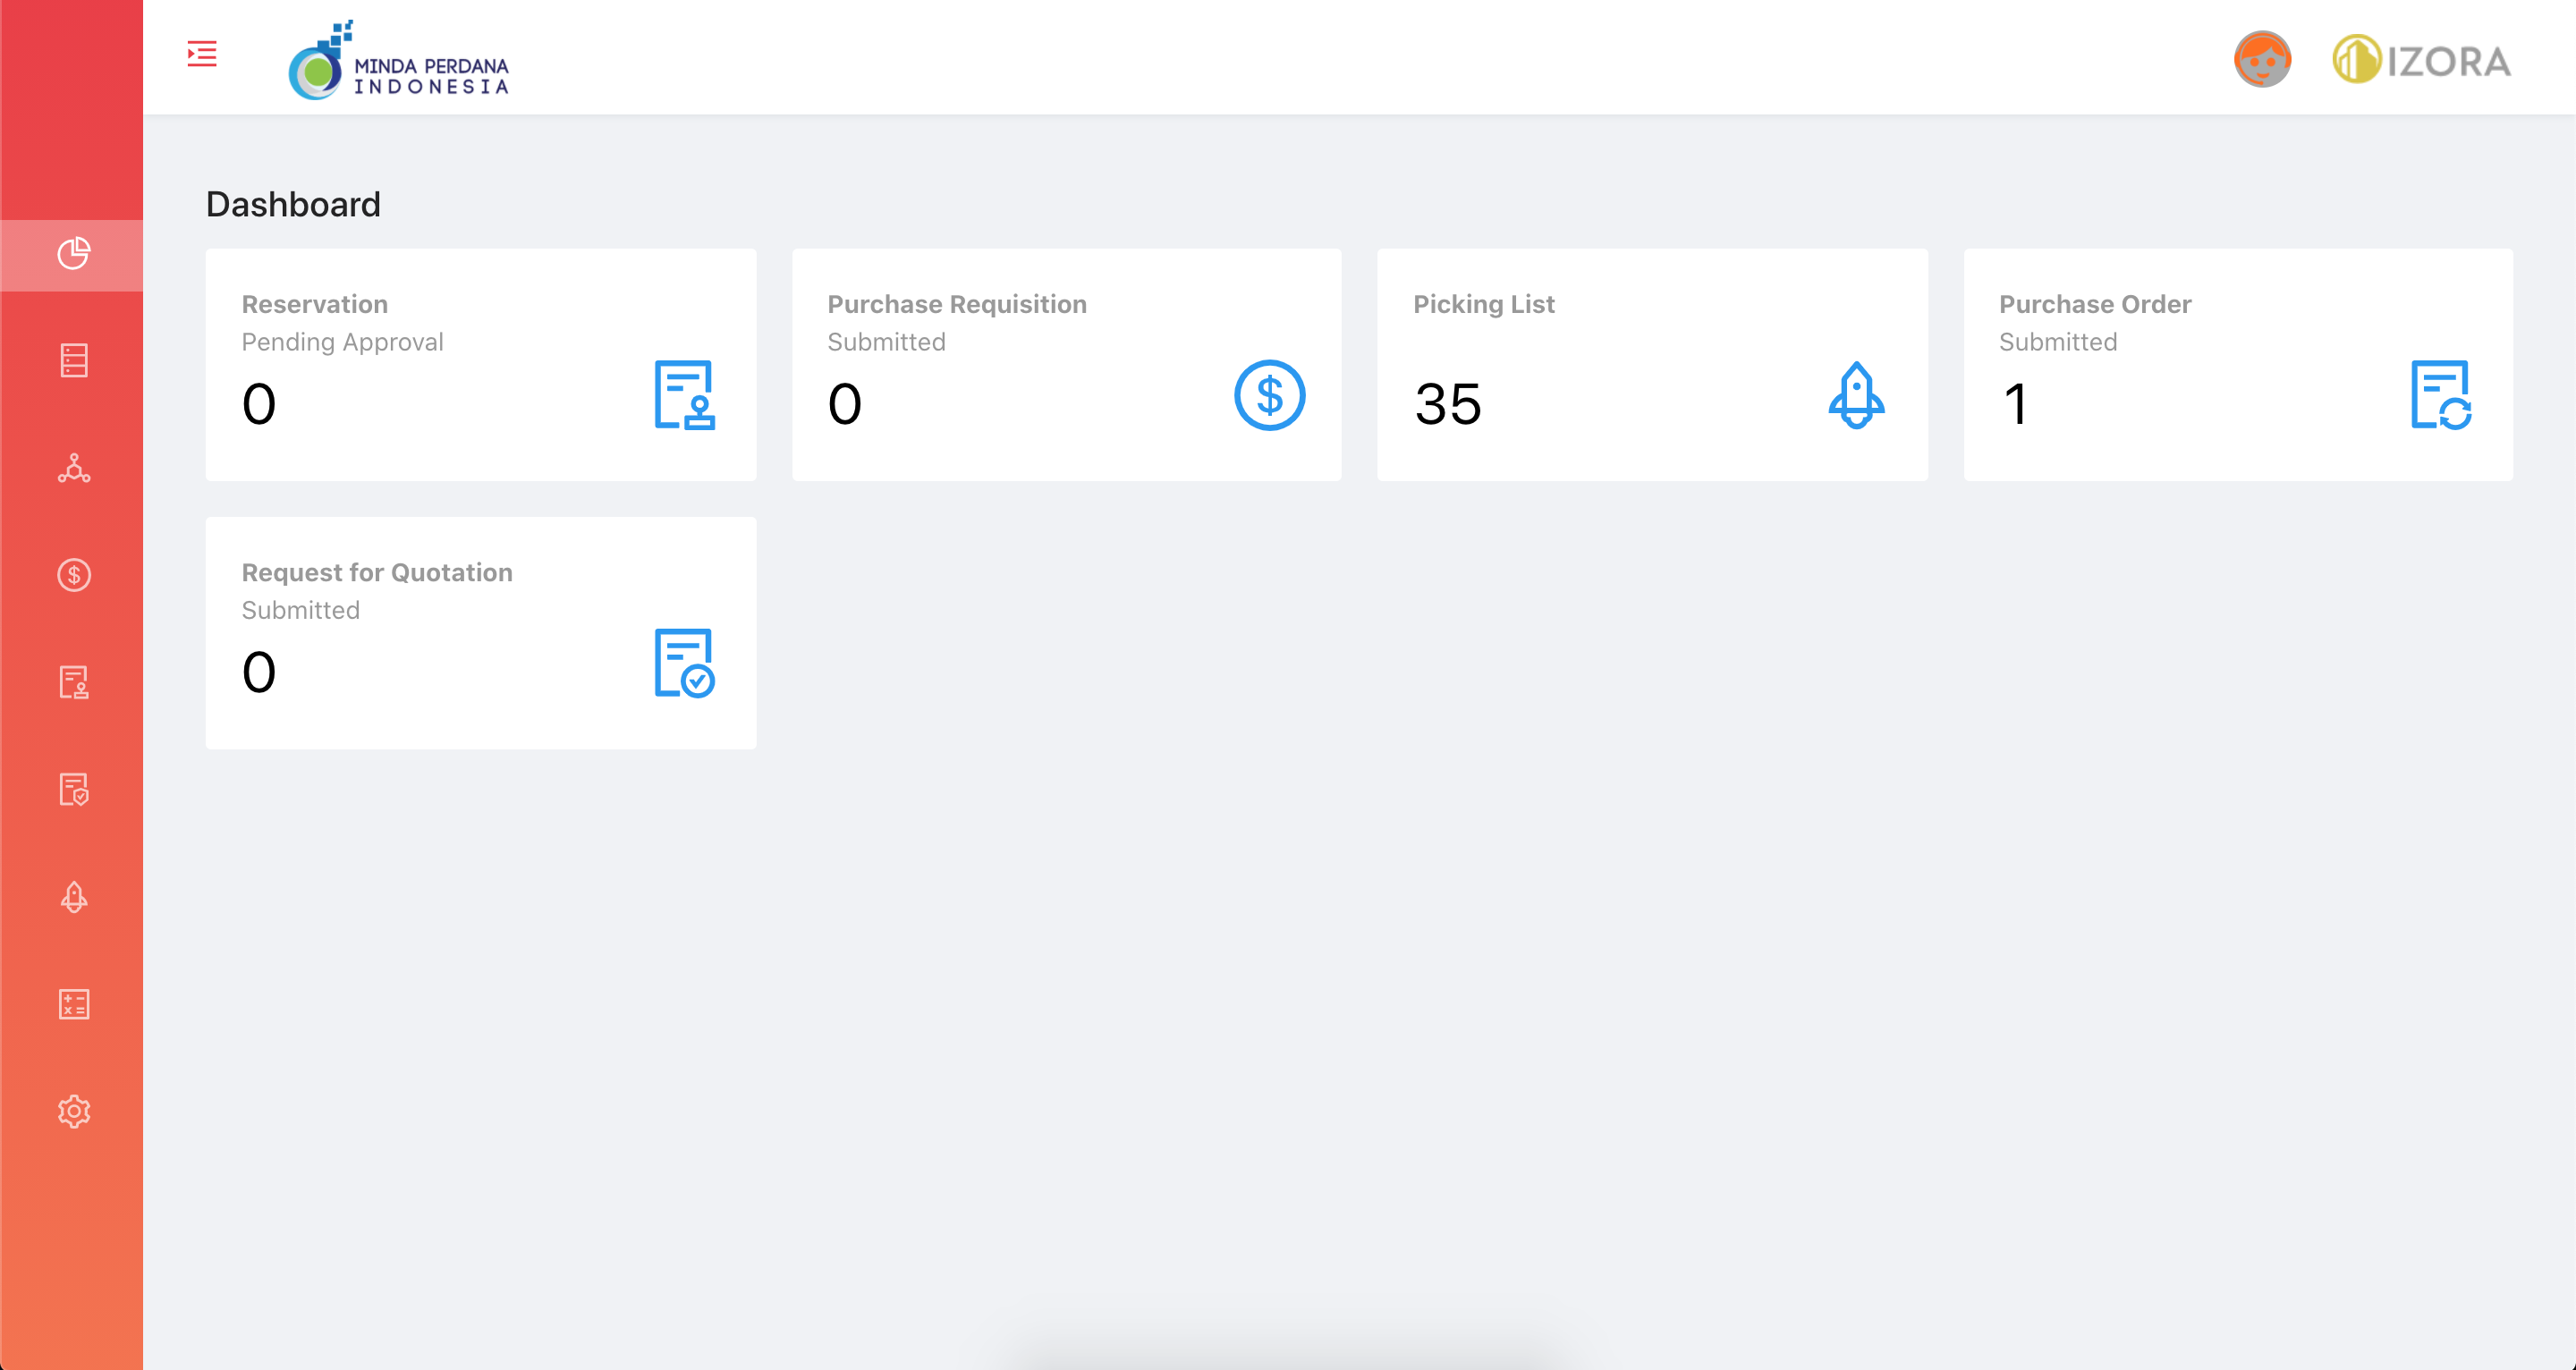 MINDA PERDANA
INDONESIA
IZORA
Dashboard
Reservation
Pending Approval
0
Purchase Requisition
Submitted
0
Picking List
35
Purchase Order
Submitted
1
Request for Quotation
Submitted
0